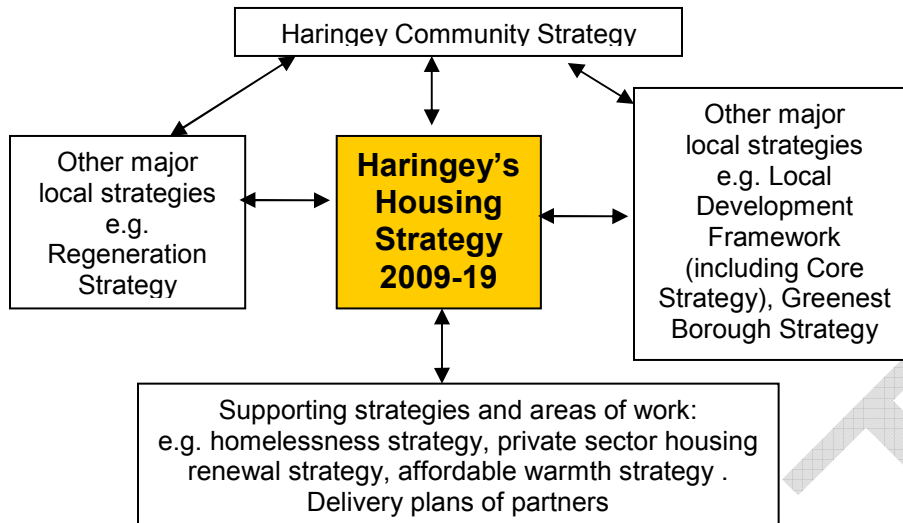 Haringey Community Strategy
Other major
local strategies
e.g.
Regeneration
Strategy
Haringey's
Housing
Strategy
2009-19
Other major
local strategies
e.g. Local
Development
Framework
(including Core
Strategy), Greenest
Borough Strategy
Supporting strategies and areas of work:
e.g. homelessness strategy, private sector housing
renewal strategy, affordable warmth strategy .
Delivery plans of partners